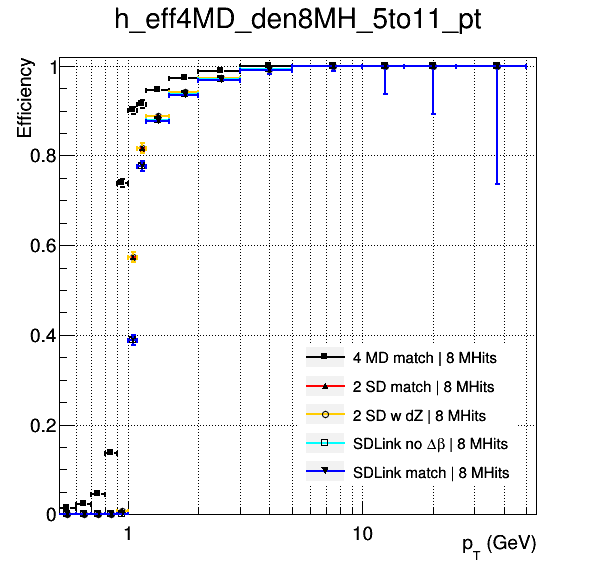 h_eff4MD_den8MH_5to11_pt
Efficiency
1
0.8
0.6
0.4
0.2
0
4 MD match | 8 MHits
2 SD match | 8 MHits
2 SD w dZ | 8 MHits
SDLink no Δβ | 8 MHits
SDLink match | 8 MHits
1
10
p_T (GeV)